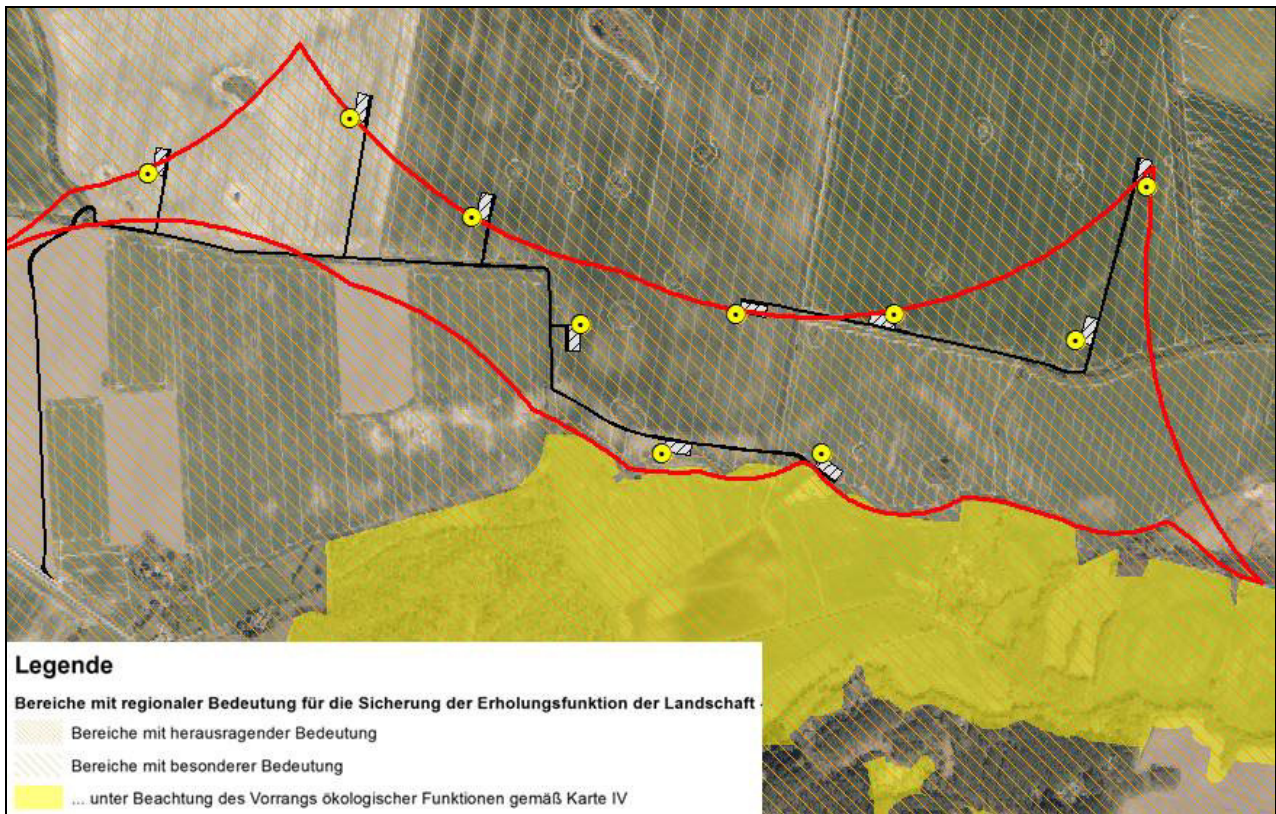 Legende
Bereiche mit regionaler Bedeutung für die Sicherung der Erholungsfunktion der Landschaft -
Bereiche mit herausragender Bedeutung
Bereiche mit besonderer Bedeutung
... unter Beachtung des Vorrangs ökologischer Funktionen gemäß Karte IV